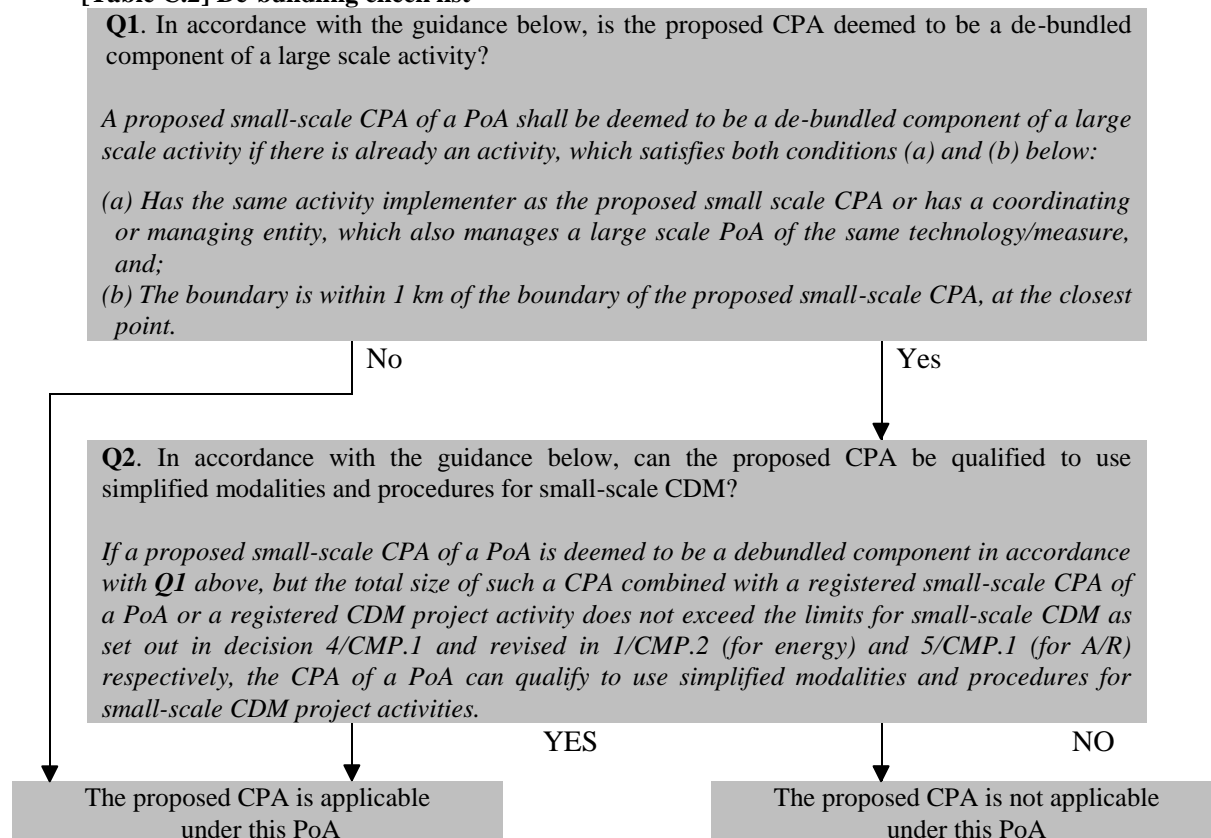 [Table C.2] De-bundling check list
Q1. In accordance with the guidance below, is the proposed CPA deemed to be a de-bundled
component of a large scale activity?
A proposed small-scale CPA of a PoA shall be deemed to be a de-bundled component of a large
scale activity if there is already an activity, which satisfies both conditions (a) and (b) below:
(a) Has the same activity implementer as the proposed small scale CPA or has a coordinating
or managing entity, which also manages a large scale PoA of the same technology/measure,
and;
(b) The boundary is within 1 km of the boundary of the proposed small-scale CPA, at the closest
point.
No
Yes
Q2. In accordance with the guidance below, can the proposed CPA be qualified to use
simplified modalities and procedures for small-scale CDM?
If a proposed small-scale CPA of a PoA is deemed to be a debundled component in accordance
with Q1 above, but the total size of such a CPA combined with a registered small-scale CPA of
a PoA or a registered CDM project activity does not exceed the limits for small-scale CDM as
set out in decision 4/CMP.1 and revised in 1/CMP.2 (for energy) and 5/CMP.1 (for A/R)
respectively, the CPA of a PoA can qualify to use simplified modalities and procedures for
small-scale CDM project activities.
YES
NO
The proposed CPA is applicable
under this PoA
The proposed CPA is not applicable
under this PoA